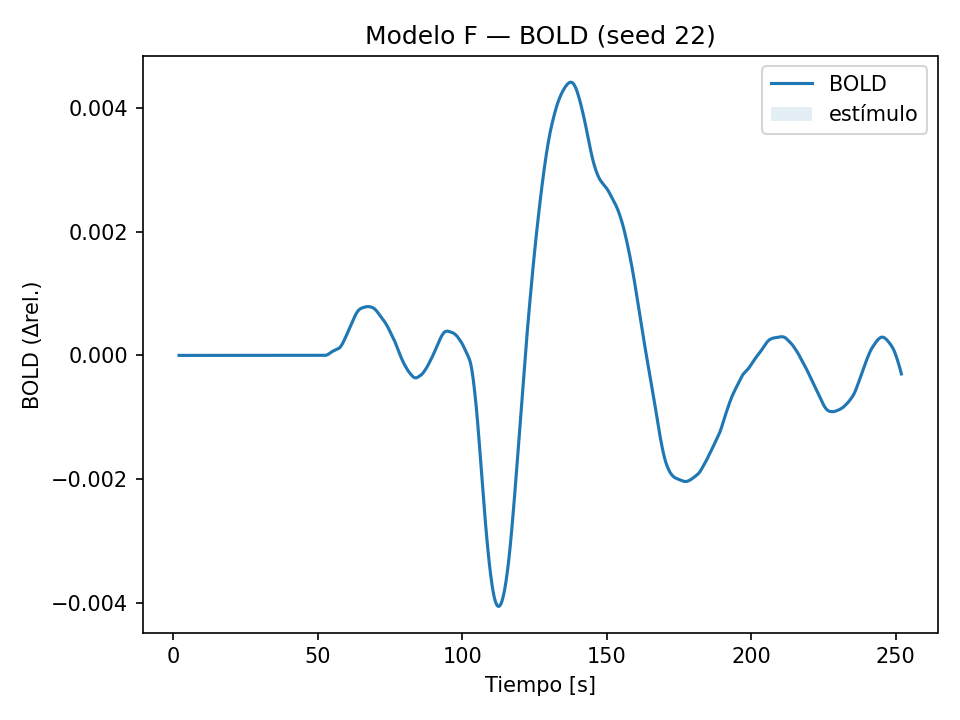 Modelo F — BOLD (seed 22)
BOLD
estímulo
BOLD (Δrel.)
0.004
0.002
0.000
−0.002
−0.004
0
50
100
150
200
250
Tiempo [s]